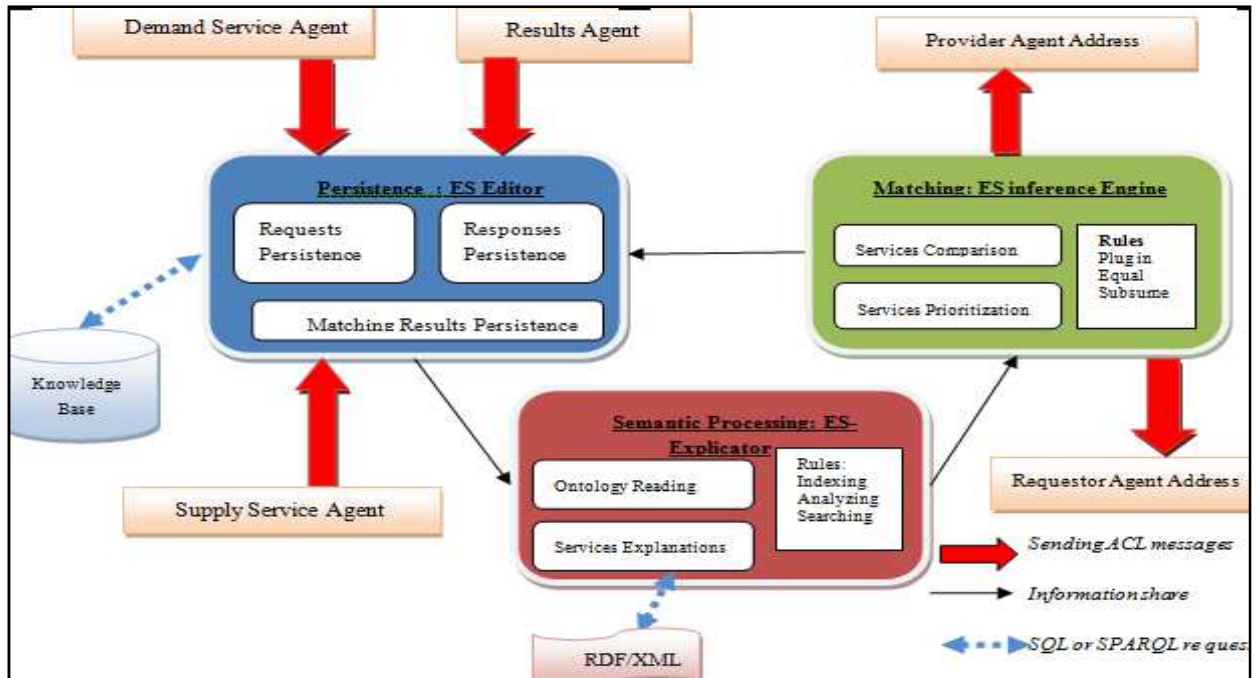 Demand Service Agent
Results Agent
Provider Agent Address
Persistence : ES Editor
Requests
Persistence
Responses
Persistence
Matching Results Persistence
Matching: ES inference Engine
Services Comparison
Services Prioritization
Rules
Plug in
Equal
Subsume
Knowledge
Base
Supply Service Agent
Semantic Processing: ES-
Explicator
Ontology Reading
Services Explanations
Rules:
Indexing
Analyzing
Searching
Requestor Agent Address
RDF/XML
Sending ACL messages
Information share
SQL or SPARQL reques